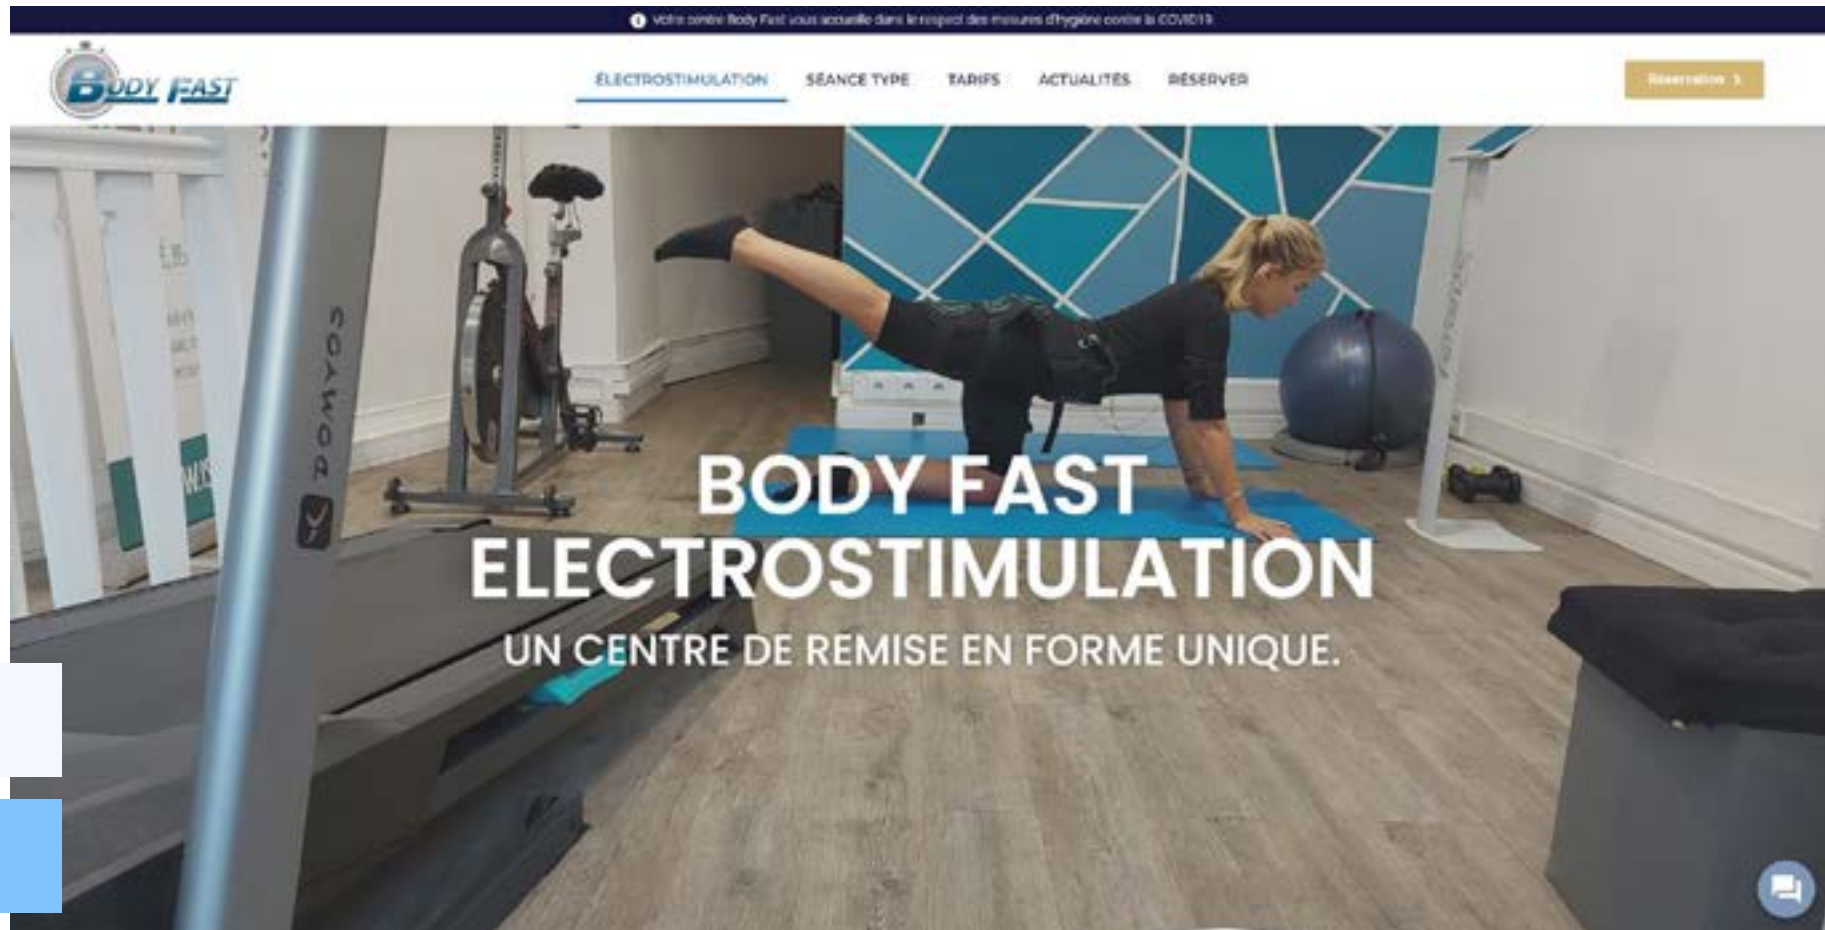 Votre centre Body Fast vous accueille dans le respect des mesures d'hygiène contre la COVID19
BODY FAST
ÉLECTROSTIMULATION SÉANCE TYPE TARIFS ACTUALITÉS RÉSERVER
Réservation
DOMYOS
BODY FAST
ELECTROSTIMULATION
UN CENTRE DE REMISE EN FORME UNIQUE.